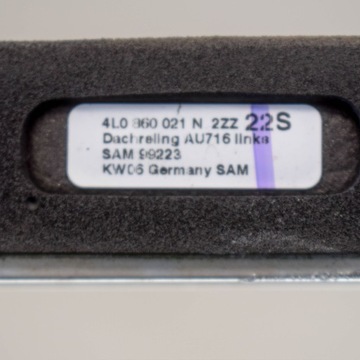 4L0 860 021 N 2ZZ 22S
Dachreling AU716 links
SAM 99223
KW06 Germany SAM